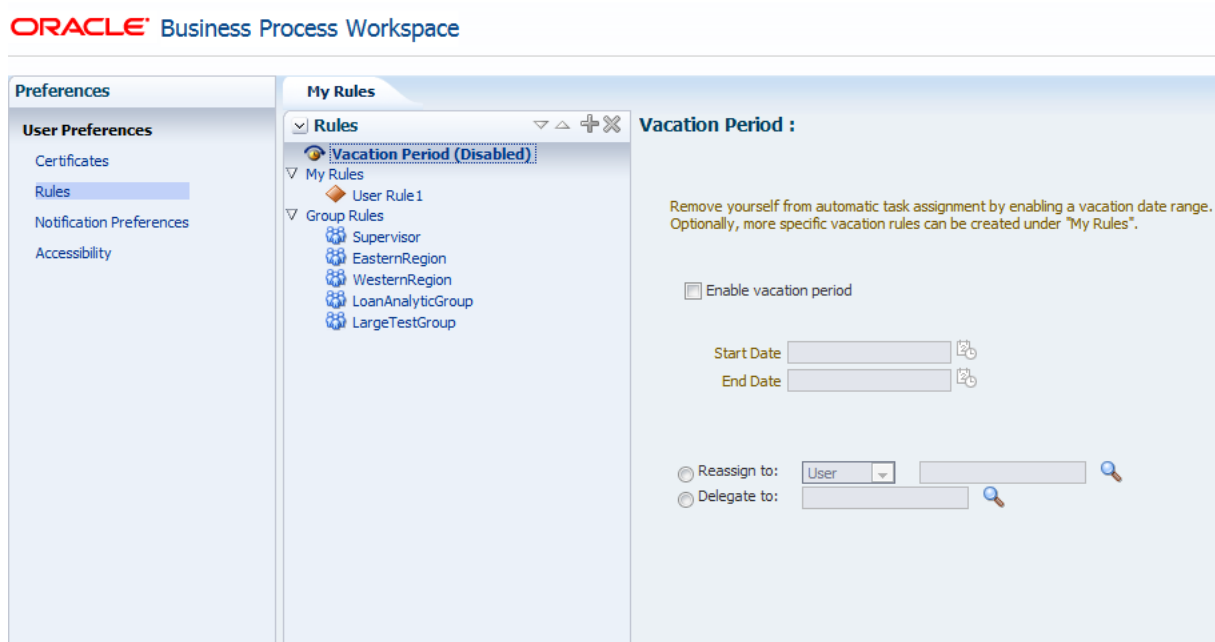 ORACLE Business Process Workspace
Preferences
User Preferences
Certificates
Rules
Notification Preferences
Accessibility
My Rules
Rules
Vacation Period (Disabled)
My Rules
User Rule1
Group Rules
Supervisor
EasternRegion
WesternRegion
LoanAnalyticGroup
LargeTestGroup
Vacation Period :
Remove yourself from automatic task assignment by enabling a vacation date range.
Optionally, more specific vacation rules can be created under "My Rules".
Enable vacation period
Start Date
End Date
Reassign to: User
Delegate to: